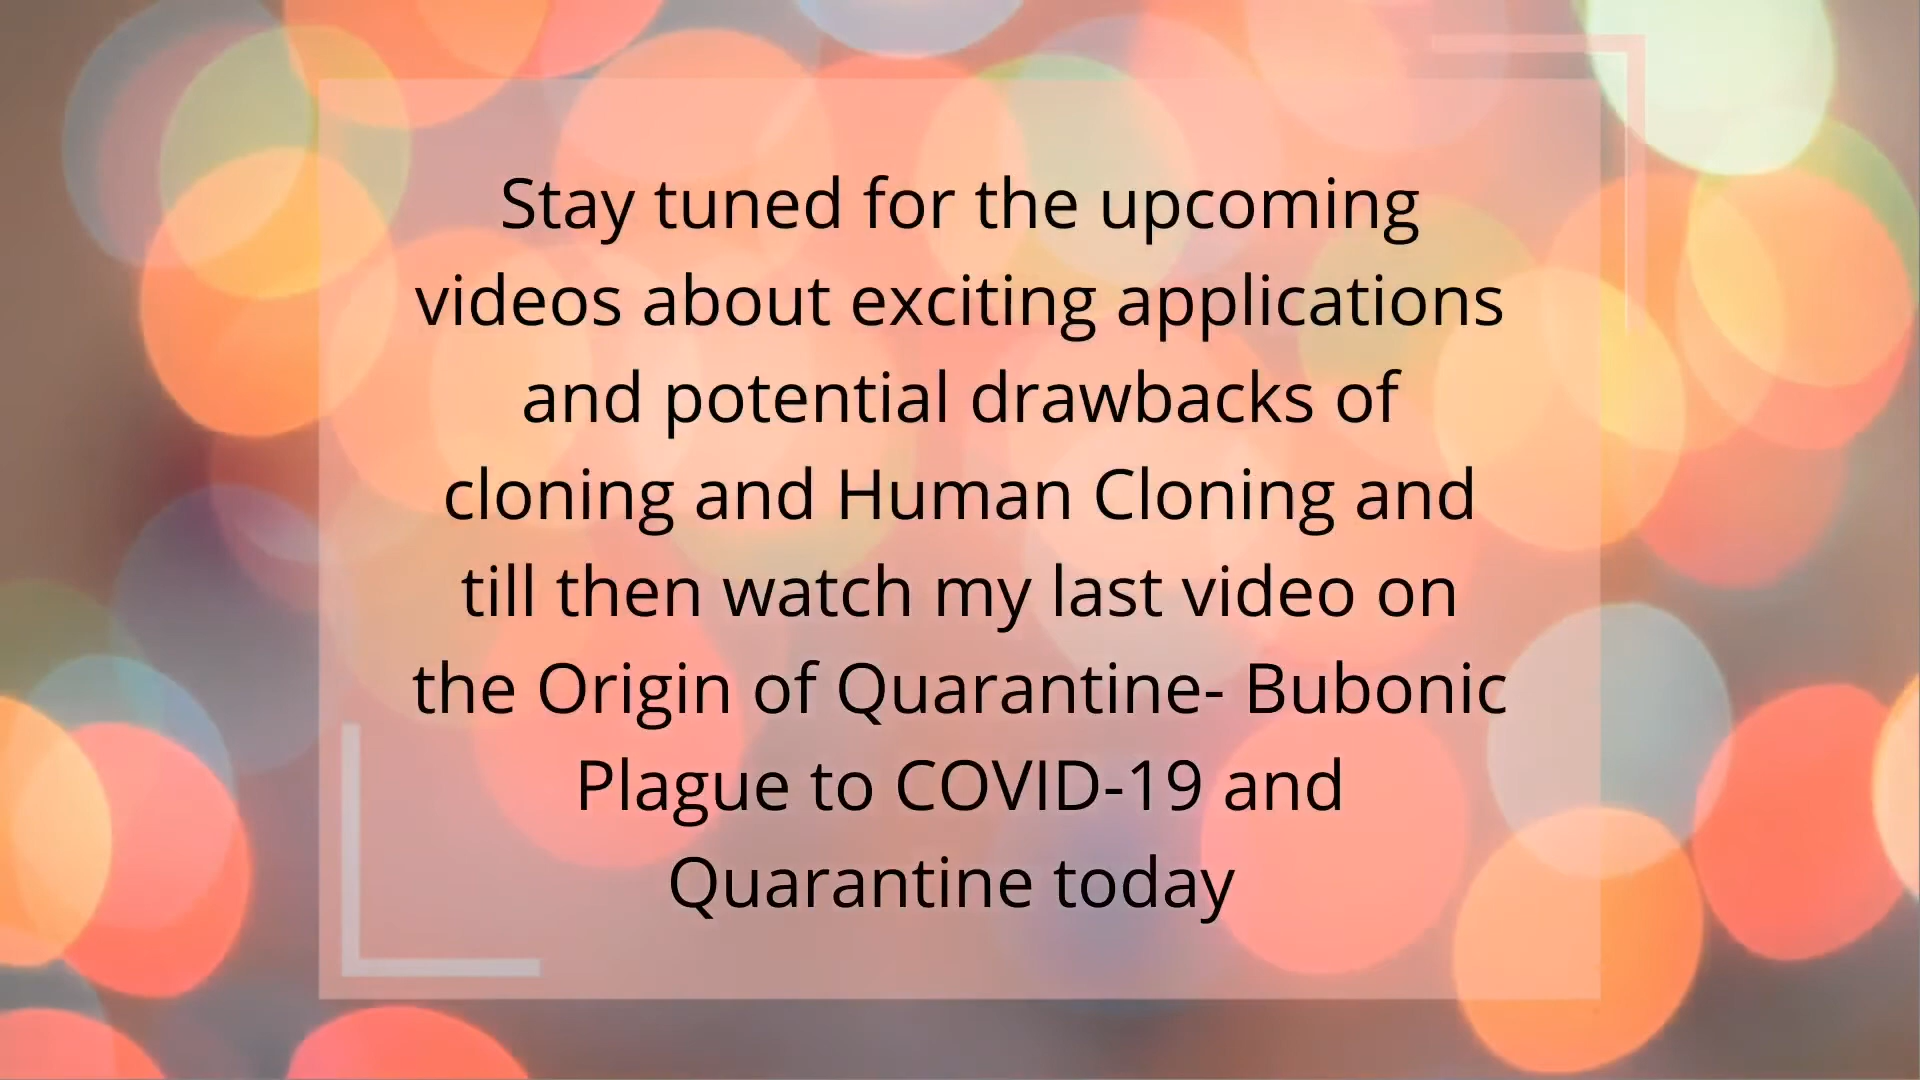 Stay tuned for the upcoming
videos about exciting applications
and potential drawbacks of
cloning and Human Cloning and
till then watch my last video on
the Origin of Quarantine- Bubonic
Plague to COVID-19 and
Quarantine today